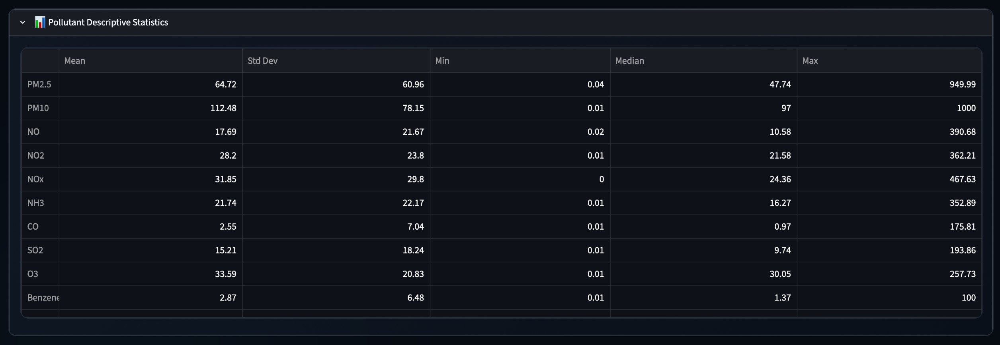 Pollutant Descriptive Statistics
Mean Std Dev Min Median Max
PM2.5 64.72 60.96 0.04 47.74 949.99
PM10 112.48 78.15 0.01 97 1000
NO 17.69 21.67 0.02 10.58 390.68
NO2 28.2 23.8 0.01 21.58 362.21
NOx 31.85 29.8 0 24.36 467.63
NH3 21.74 22.17 0.01 16.27 352.89
CO 2.55 7.04 0.01 0.97 175.81
SO2 15.21 18.24 0.01 9.74 193.86
O3 33.59 20.83 0.01 30.05 257.73
Benzene 2.87 6.48 0.01 1.37 100